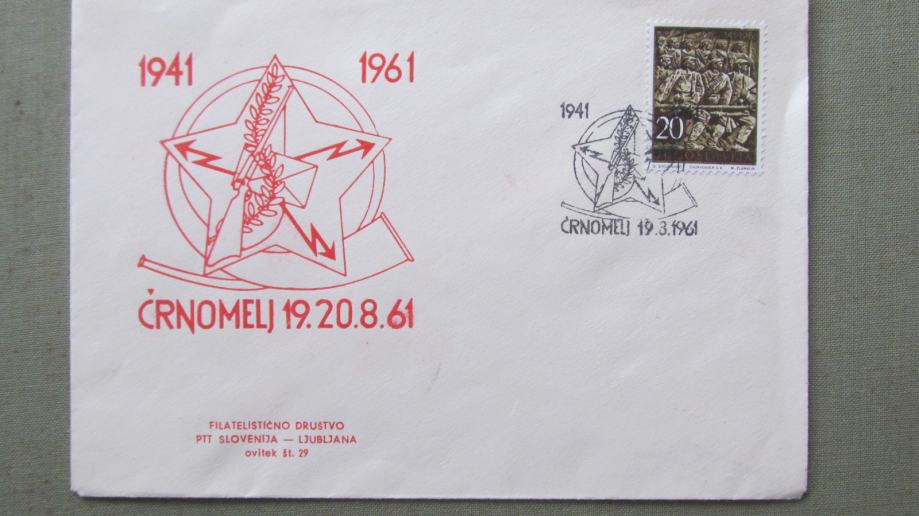 1941 1961
ČRNOMELJ 19.20.8.61
FILATELISTIČNO DRUŠTVO
PTT SLOVENIJA — LJUBLJANA
ovitek št. 29
1941
ČRNOMELJ 19.3.1961
20